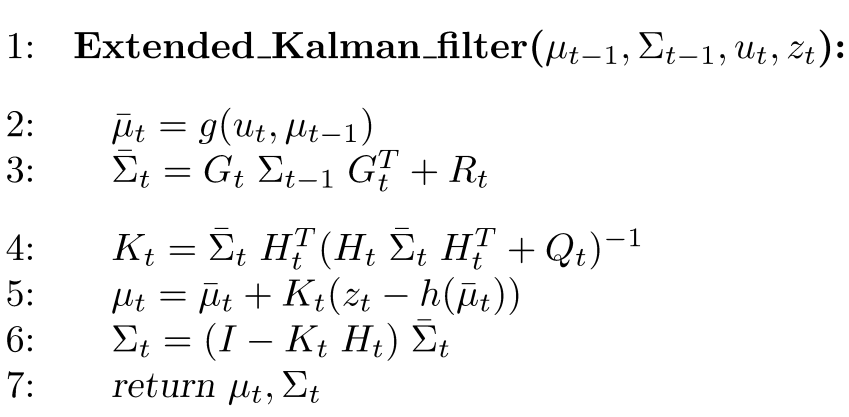 1: Extended_Kalman_filter(μ_{t−1}, Σ_{t−1}, u_t, z_t):
2: μ̄_t = g(u_t, μ_{t−1})
3: Σ̄_t = G_t Σ_{t−1} G_t^T + R_t
4: K_t = Σ̄_t H_t^T (H_t Σ̄_t H_t^T + Q_t)^{−1}
5: μ_t = μ̄_t + K_t(z_t − h(μ̄_t))
6: Σ_t = (I − K_t H_t) Σ̄_t
7: return μ_t, Σ_t